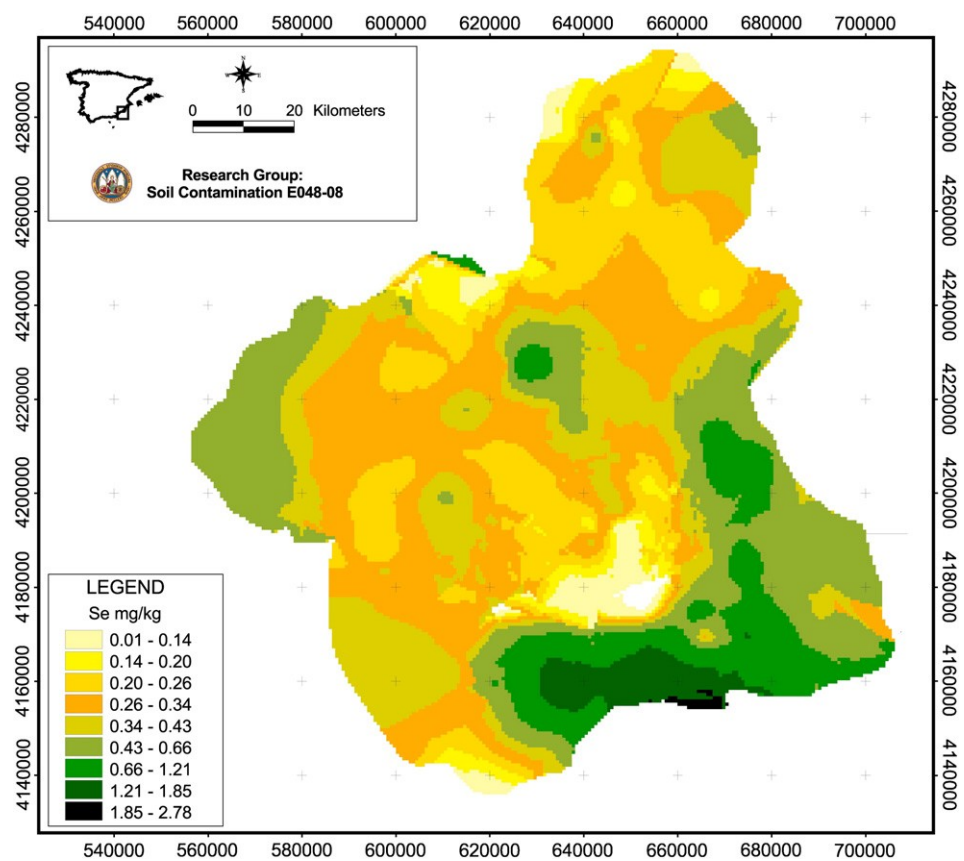 540000 560000 580000 600000 620000 640000 660000 680000 700000
0 10 20 Kilometers
Research Group:
Soil Contamination E048-08
4280000 4280000
4260000 4260000
4240000 4240000
4220000 4220000
4200000 4200000
4180000 4180000
4160000 4160000
4140000 4140000
LEGEND
Se mg/kg
0.01 - 0.14
0.14 - 0.20
0.20 - 0.26
0.26 - 0.34
0.34 - 0.43
0.43 - 0.66
0.66 - 1.21
1.21 - 1.85
1.85 - 2.78
540000 560000 580000 600000 620000 640000 660000 680000 700000